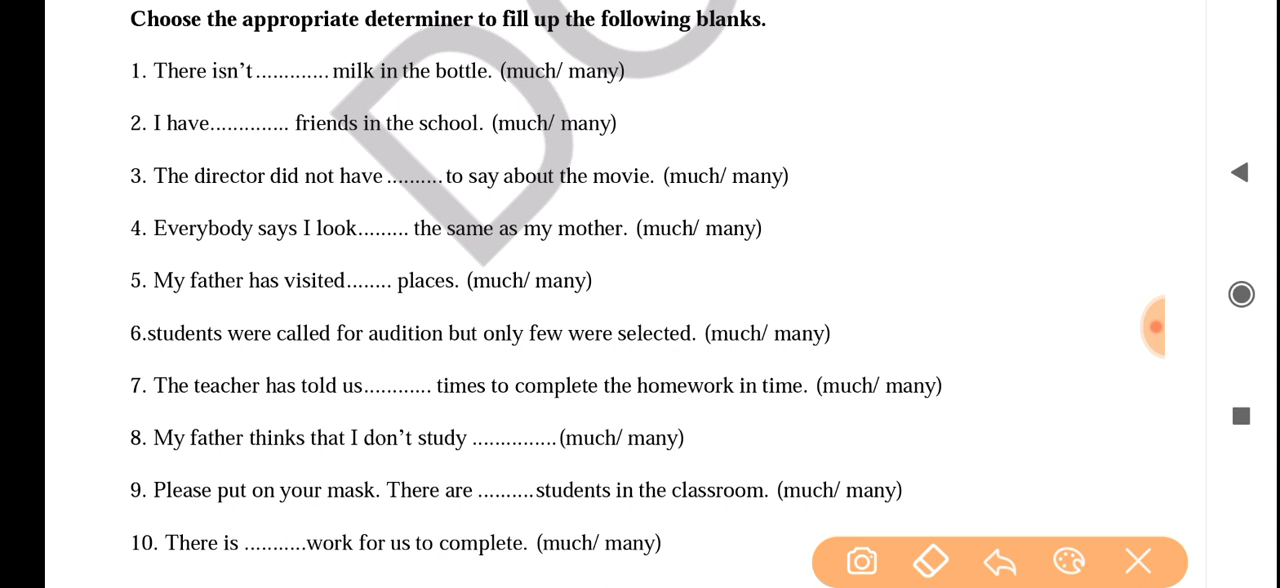 Choose the appropriate determiner to fill up the following blanks.
1. There isn't............. milk in the bottle. (much/ many)
2. I have.............. friends in the school. (much/ many)
3. The director did not have ..........to say about the movie. (much/ many)
4. Everybody says I look......... the same as my mother. (much/ many)
5. My father has visited........ places. (much/ many)
6.students were called for audition but only few were selected. (much/ many)
7. The teacher has told us............ times to complete the homework in time. (much/ many)
8. My father thinks that I don't study ...............(much/ many)
9. Please put on your mask. There are ..........students in the classroom. (much/ many)
10. There is ...........work for us to complete. (much/ many)